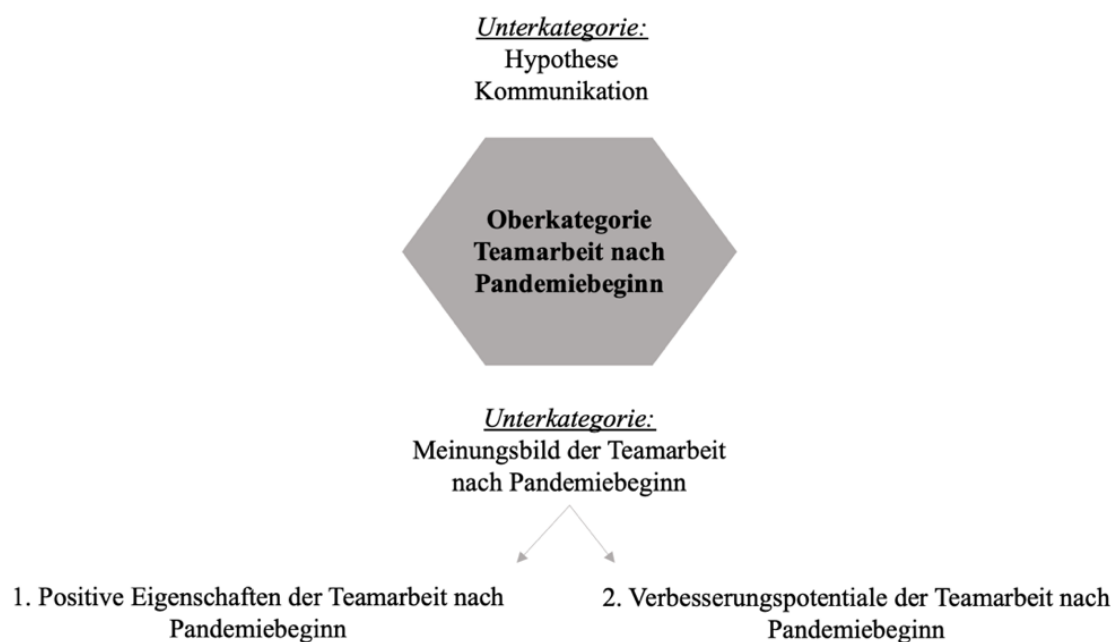 Unterkategorie:
Hypothese
Kommunikation
Oberkategorie
Teamarbeit nach
Pandemiebeginn
Unterkategorie:
Meinungsbild der Teamarbeit
nach Pandemiebeginn
1. Positive Eigenschaften der Teamarbeit nach
Pandemiebeginn
2. Verbesserungspotentiale der Teamarbeit nach
Pandemiebeginn